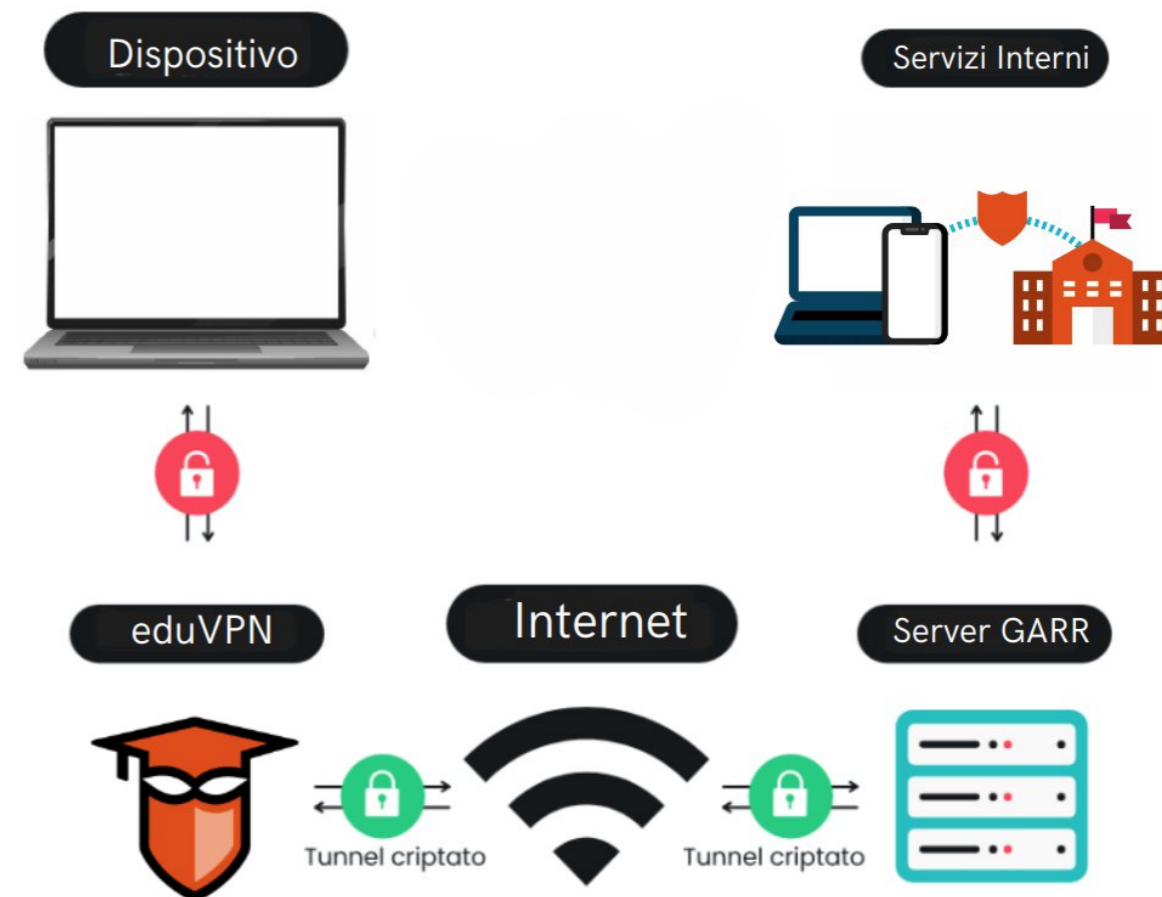 Dispositivo
Servizi Interni
eduVPN
Internet
Server GARR
Tunnel criptato
Tunnel criptato